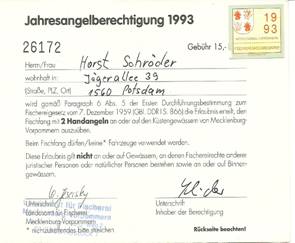 Jahresangelberechtigung 1993
26172
Gebühr 15,-
19
93
Herrn/Frau Horst Schröder
wohnhaft in Jägerallee 39
(Straße, PLZ, Ort) 1560 Potsdam
wird gemäß Paragraph 6 Abs. 5 der Ersten Durchführungsbestimmung zum
Fischereigesetz vom 7. Dezember 1959 (GBl. DDR IS. 866) die Erlaubnis erteilt, den
Fischfang mit 2 Handangeln an oder auf den Küstengewässern von Mecklenburg-
Vorpommern auszuüben.
Beim Fischfang dürfen/keine* Fahrzeuge verwendet werden.
Diese Erlaubnis gilt nicht an oder auf Gewässern, an denen Fischereirechte anderer
juristischer Personen oder natürlicher Personen bestehen sowie an oder auf Binnen-
gewässern.
Unterschrift
Landesamt für Fischerei
Mecklenburg-Vorpommern
* nichtzutreffendes bitte streichen
Unterschrift
Inhaber der Berechtigung
Rückseite beachten!